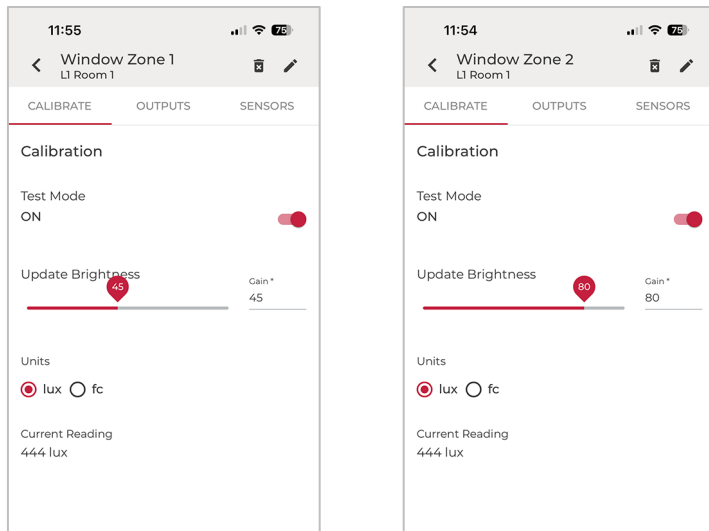 11:55
75
Window Zone 1
L1 Room 1
CALIBRATE OUTPUTS SENSORS
Calibration
Test Mode
ON
Update Brightness
45
Gain *
45
Units
lux fc
Current Reading
444 lux
11:54
75
Window Zone 2
L1 Room 1
CALIBRATE OUTPUTS SENSORS
Calibration
Test Mode
ON
Update Brightness
80
Gain *
80
Units
lux fc
Current Reading
444 lux